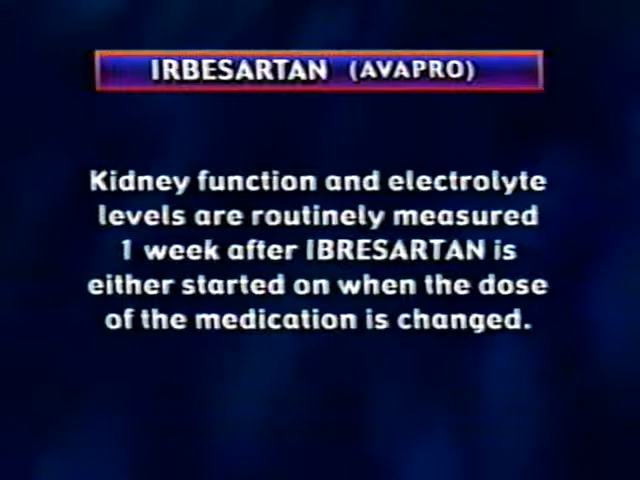 IRBESARTAN (AVAPRO)
Kidney function and electrolyte
levels are routinely measured
1 week after IBRESARTAN is
either started on when the dose
of the medication is changed.